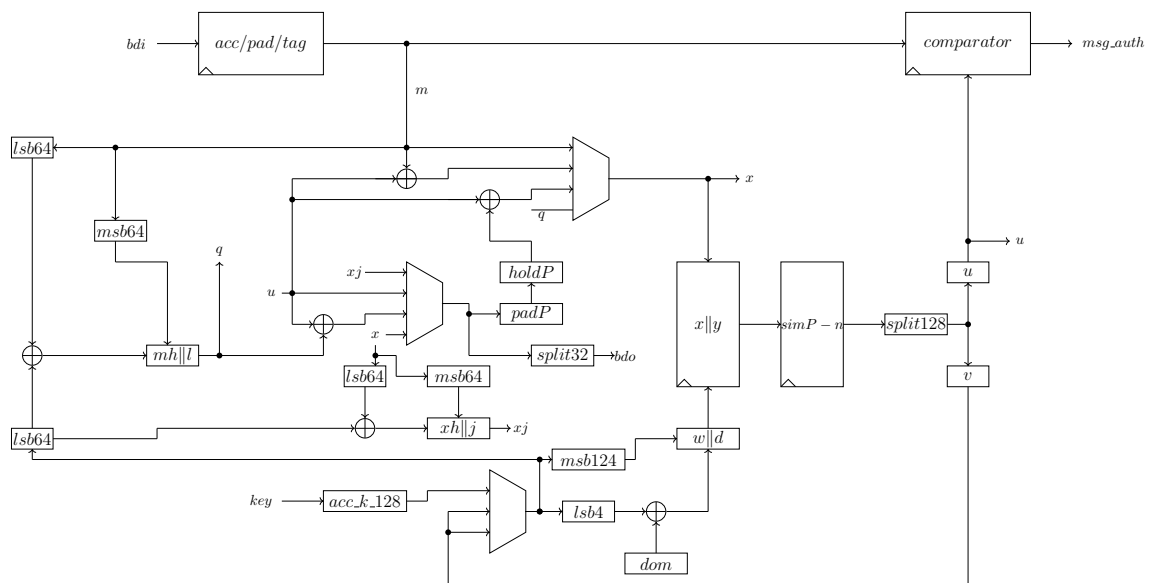 bdi
acc/pad/tag
comparator
msg_auth
m
lsb64
x
msb64
q
q
u
holdP
xj
u
u
padP
x∥y
simP − n
split128
x
mh∥l
split32
bdo
lsb64
msb64
v
xh∥j
xj
lsb64
w∥d
msb124
key
acc_k_128
lsb4
dom